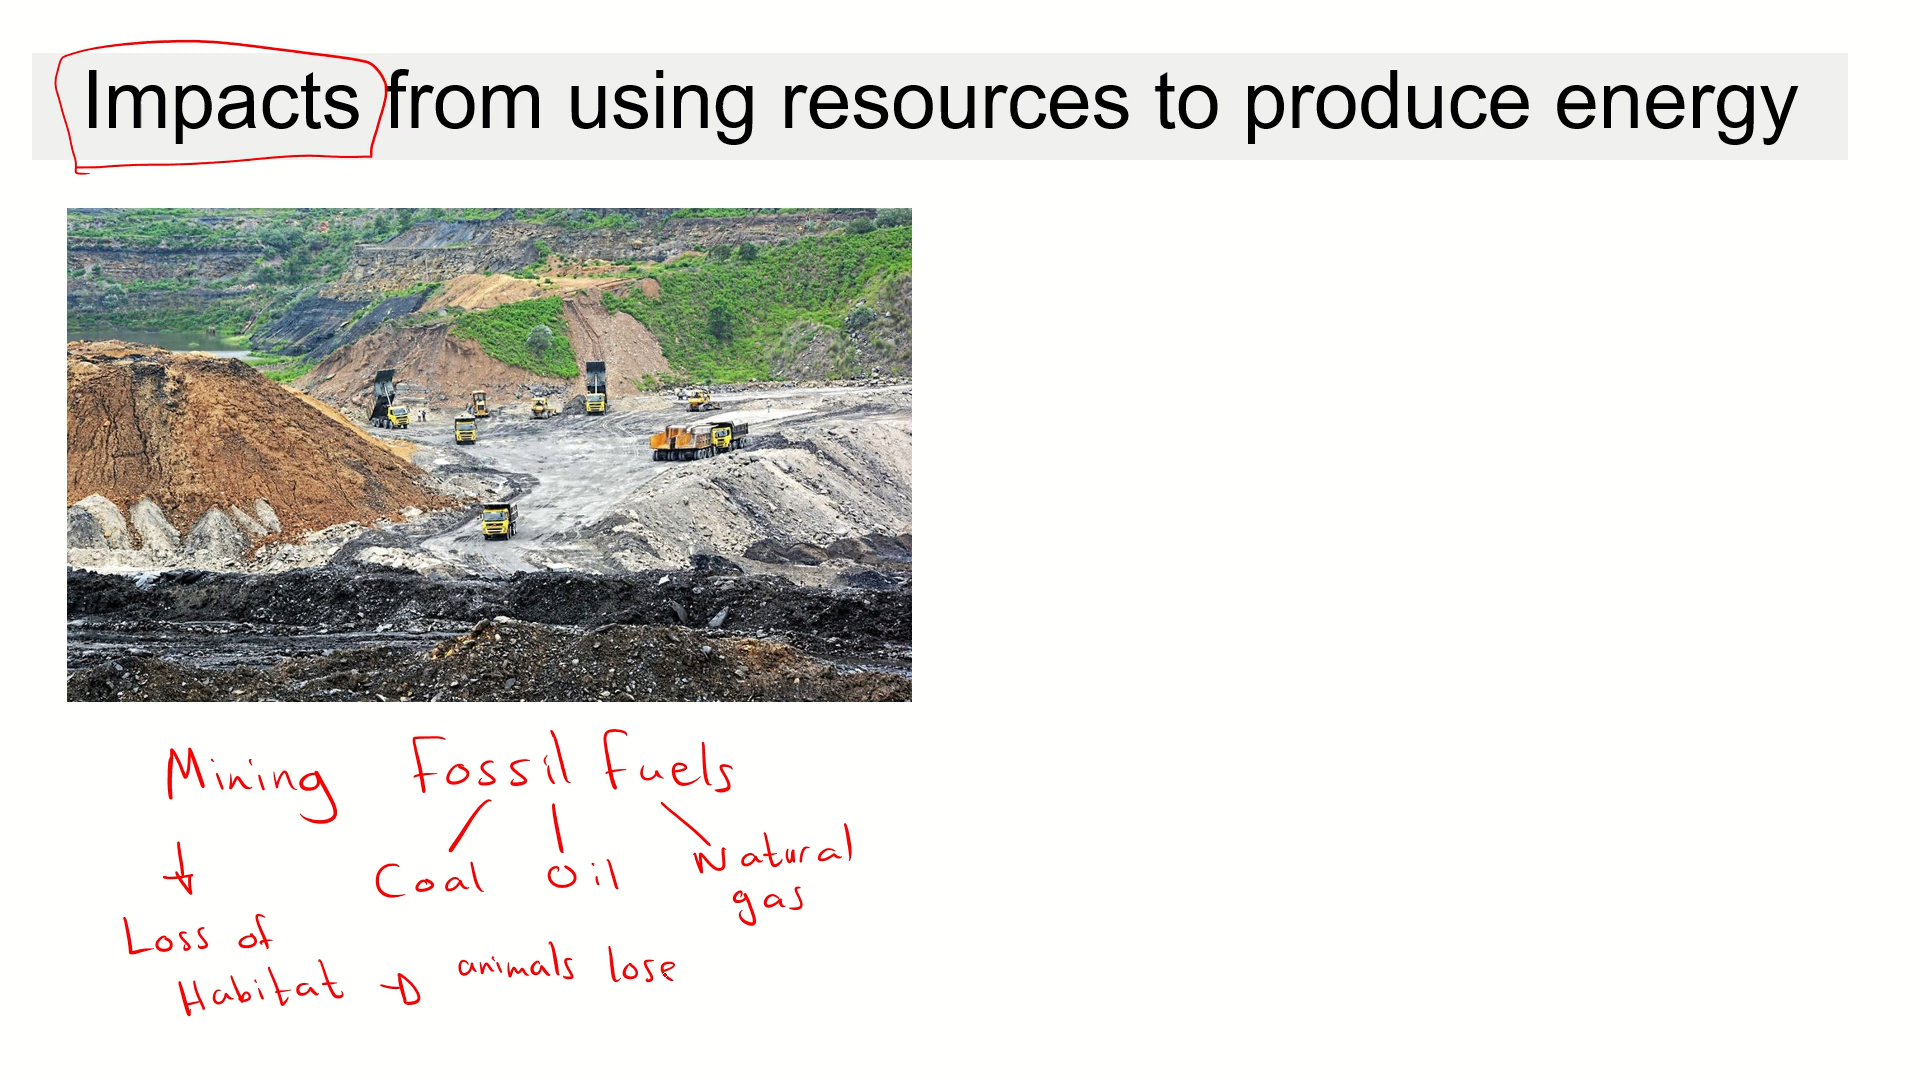 Impacts from using resources to produce energy
Mining Fossil Fuels
Coal Oil Natural
gas
Loss of
Habitat → animals lose